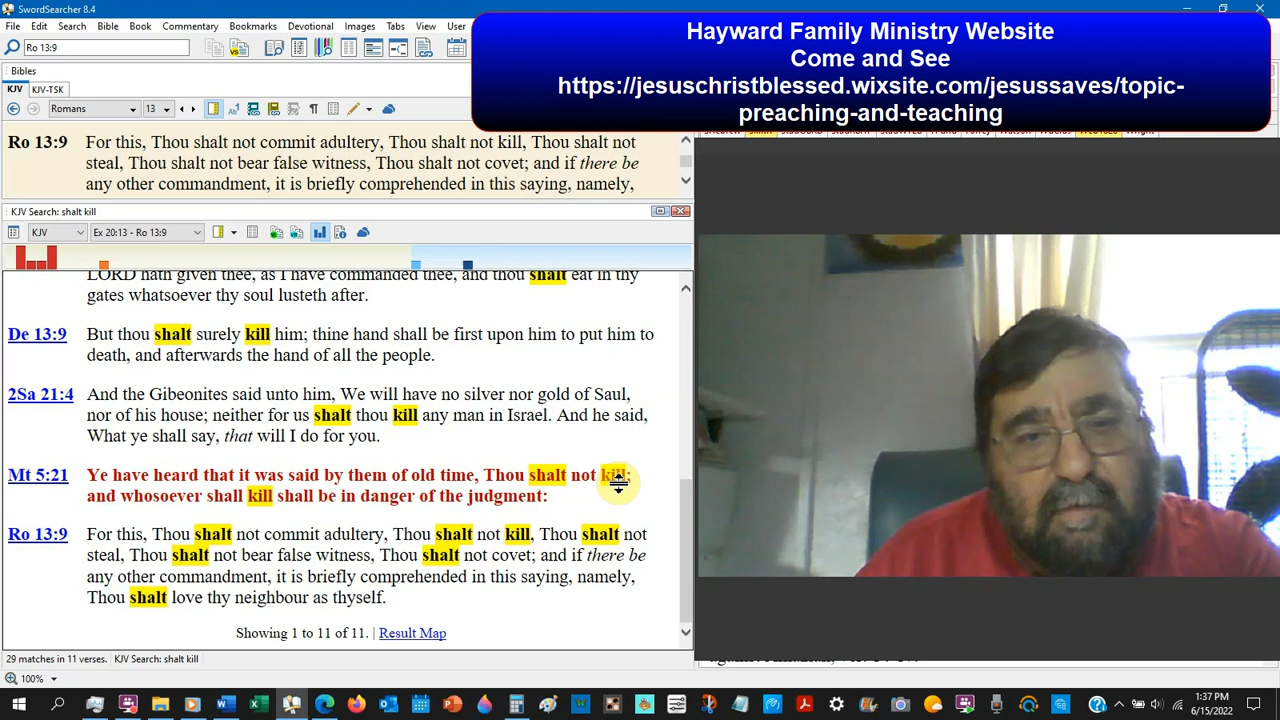 SwordSearcher 8.4
File Edit Search Bible Book Commentary Forms Dictionaries Images Tabs View User
Ro 13:9
Hayward Family Ministry Website
Come and See
https://jesuschristblessed.wixsite.com/jesussaves/topic-
preaching-and-teaching
Bibles
KJV KJV-TSK
Romans 13
Ro 13:9 For this, Thou shalt not commit adultery, Thou shalt not kill, Thou shalt not
steal, Thou shalt not bear false witness, Thou shalt not covet; and if there be
any other commandment, it is briefly comprehended in this saying, namely,
KJV Search: shalt kill
KJV Ex 20:13 - Ro 13:9
LORD hath given thee, as I have commanded thee, and thou shalt eat in thy
gates whatsoever thy soul lusteth after.
De 13:9 But thou shalt surely kill him; thine hand shall be first upon him to put him to
death, and afterwards the hand of all the people.
2Sa 21:4 And the Gibeonites said unto him, We will have no silver nor gold of Saul,
nor of his house; neither for us shalt thou kill any man in Israel. And he said,
What ye shall say, that will I do for you.
Mt 5:21 Ye have heard that it was said by them of old time, Thou shalt not kill;
and whosoever shall kill shall be in danger of the judgment:
Ro 13:9 For this, Thou shalt not commit adultery, Thou shalt not kill, Thou shalt not
steal, Thou shalt not bear false witness, Thou shalt not covet; and if there be
any other commandment, it is briefly comprehended in this saying, namely,
Thou shalt love thy neighbour as thyself.
Showing 1 to 11 of 11. | Result Map
29 matches in 11 verses. KJV Search: shalt kill
100%
1:37 PM
6/15/2022